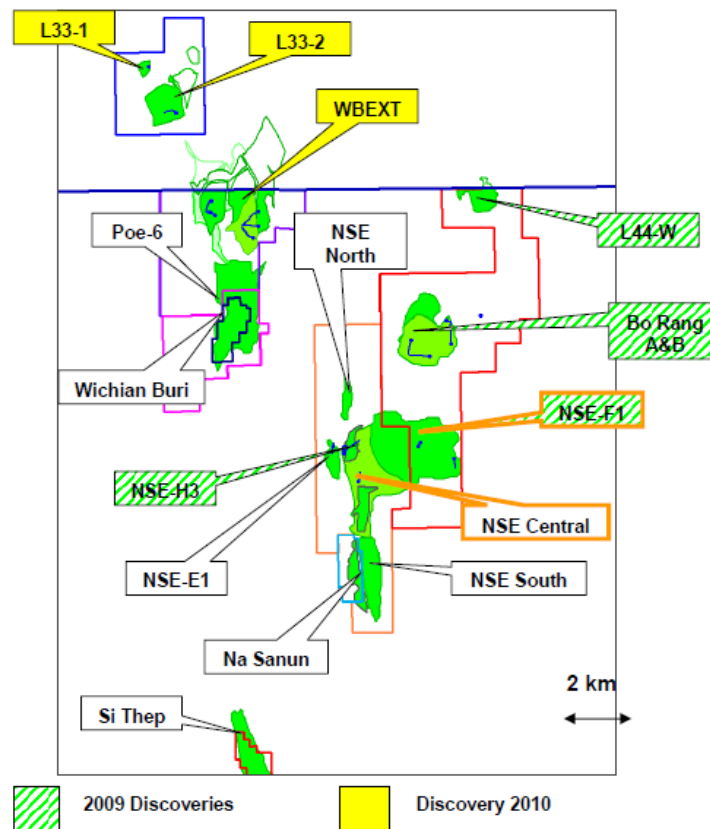 L33-1
L33-2
WBEXT
Poe-6
NSE
North
L44-W
Bo Rang
A&B
Wichian Buri
NSE-F1
NSE-H3
NSE Central
NSE-E1
NSE South
Na Sanun
2 km
Si Thep
2009 Discoveries
Discovery 2010